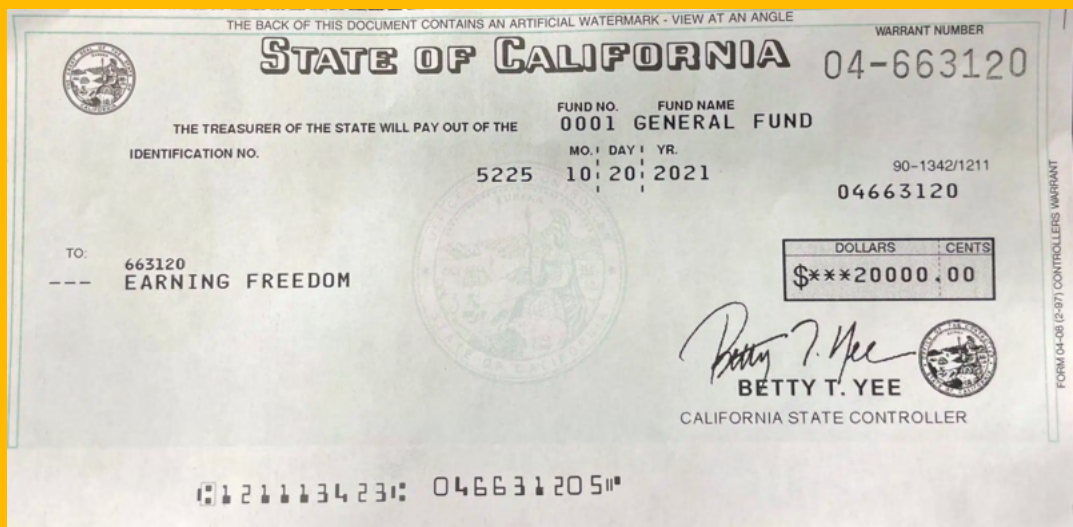 THE BACK OF THIS DOCUMENT CONTAINS AN ARTIFICIAL WATERMARK - VIEW AT AN ANGLE
STATE OF CALIFORNIA
WARRANT NUMBER
04-663120
THE TREASURER OF THE STATE WILL PAY OUT OF THE
FUND NO. FUND NAME
0001 GENERAL FUND
IDENTIFICATION NO.
MO. DAY YR.
5225 10 20 2021
90-1342/1211
04663120
TO:
663120
--- EARNING FREEDOM
DOLLARS CENTS
$***20000.00
Betty T. Yee
BETTY T. YEE
CALIFORNIA STATE CONTROLLER
FORM 04-08 (2-97) CONTROLLERS WARRANT
⑆121113423⑆ 04663120511⑈